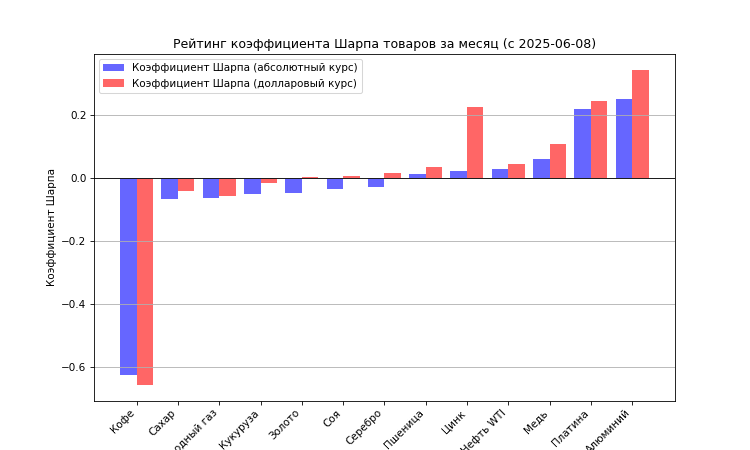 Рейтинг коэффициента Шарпа товаров за месяц (с 2025-06-08)
Коэффициент Шарпа (абсолютный курс)
Коэффициент Шарпа (долларовый курс)
Коэффициент Шарпа
0.2
0.0
−0.2
−0.4
−0.6
Кофе
Сахар
одный газ
Кукуруза
Золото
Соя
Серебро
Пшеница
Цинк
Нефть WTI
Медь
Платина
Алюминий